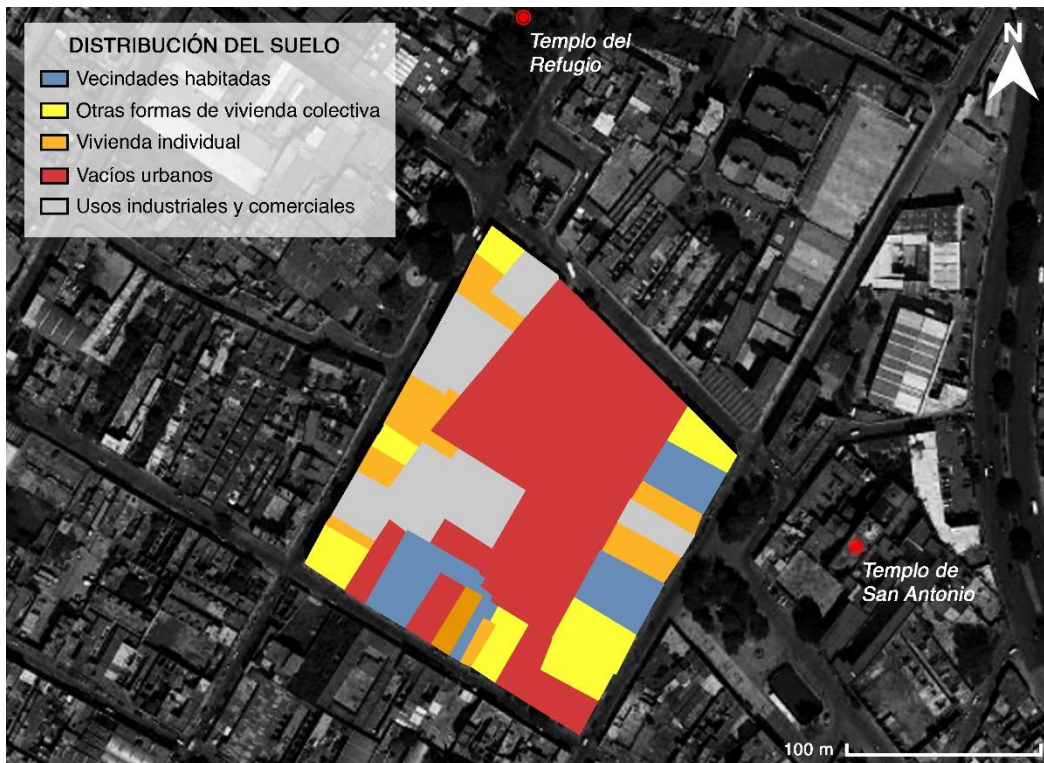 DISTRIBUCIÓN DEL SUELO
Vecindades habitadas
Otras formas de vivienda colectiva
Vivienda individual
Vacíos urbanos
Usos industriales y comerciales
Templo del
Refugio
N
Templo de
San Antonio
100 m